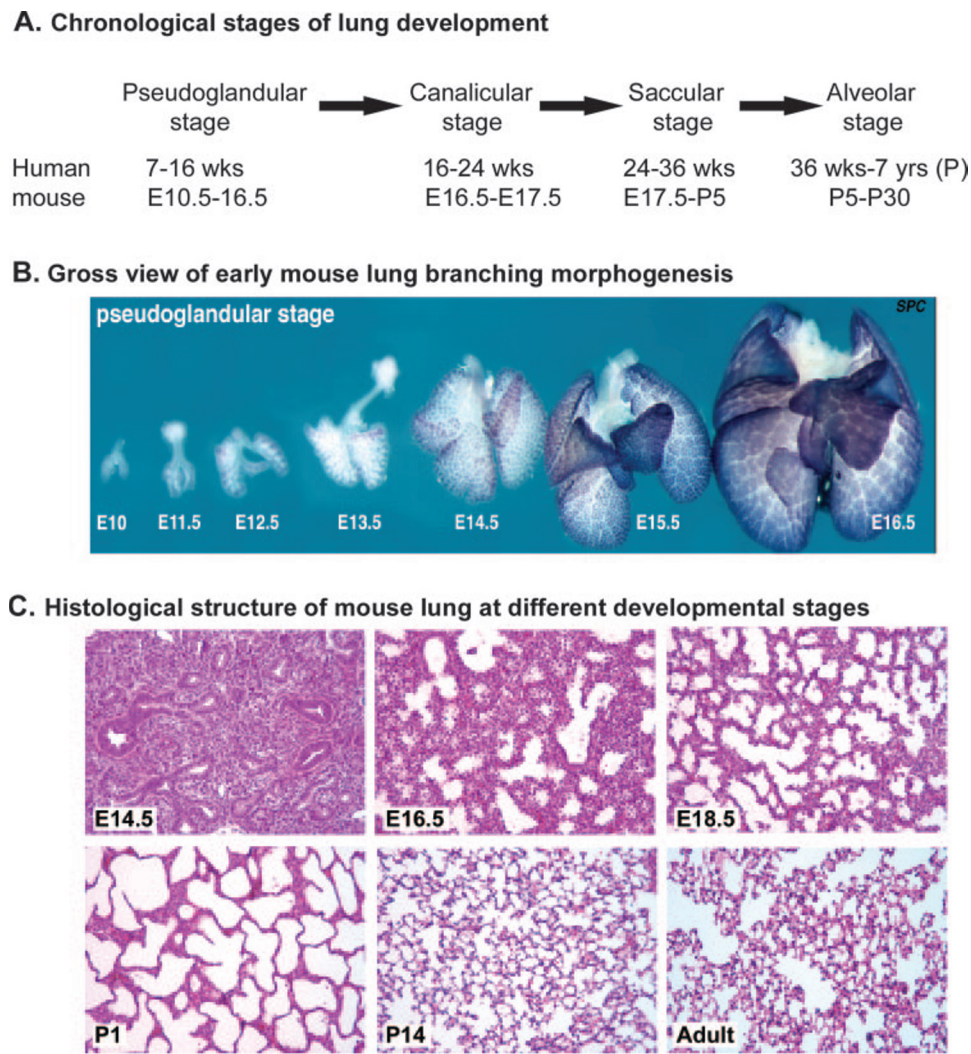 A. Chronological stages of lung development
Pseudoglandular stage
Canalicular stage
Saccular stage
Alveolar stage
Human 7-16 wks 16-24 wks 24-36 wks 36 wks-7 yrs (P)
mouse E10.5-16.5 E16.5-E17.5 E17.5-P5 P5-P30
B. Gross view of early mouse lung branching morphogenesis
pseudoglandular stage
SPC
E10 E11.5 E12.5 E13.5 E14.5 E15.5 E16.5
C. Histological structure of mouse lung at different developmental stages
E14.5 E16.5 E18.5
P1 P14 Adult